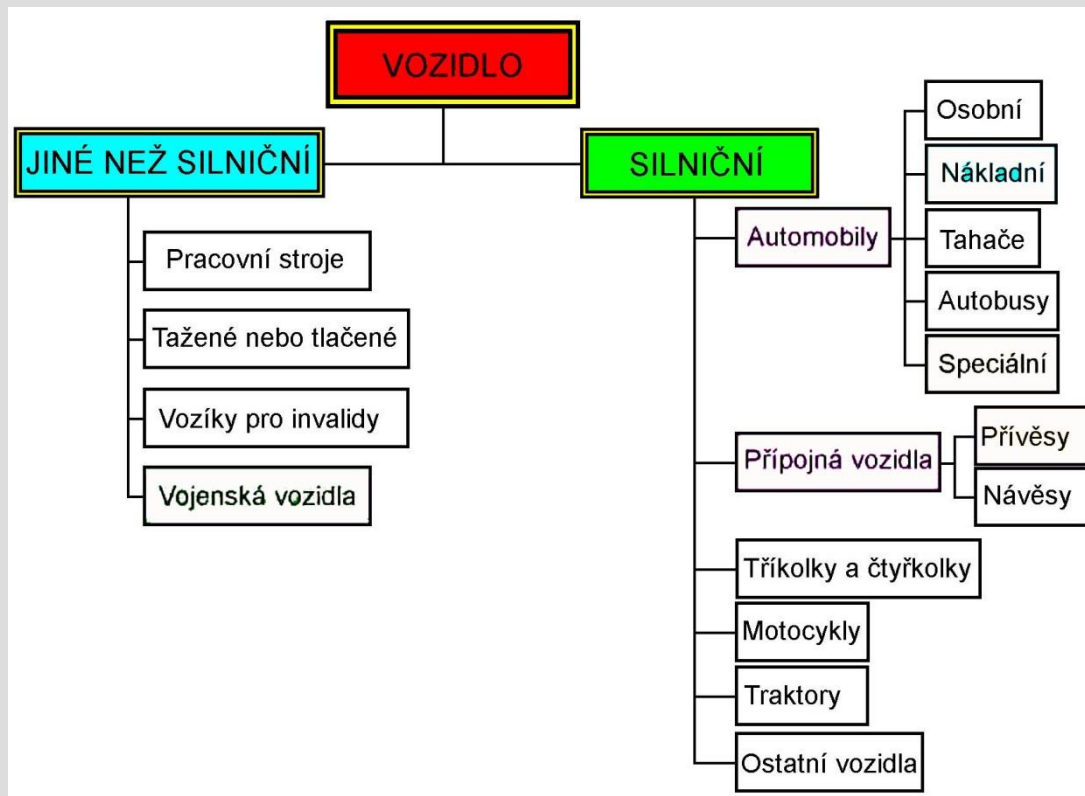 VOZIDLO
JINÉ NEŽ SILNIČNÍ
Pracovní stroje
Tažené nebo tlačené
Vozíky pro invalidy
Vojenská vozidla
SILNIČNÍ
Automobily
Osobní
Nákladní
Tahače
Autobusy
Speciální
Přípojná vozidla
Přívěsy
Návěsy
Tříkolky a čtyřkolky
Motocykly
Traktory
Ostatní vozidla